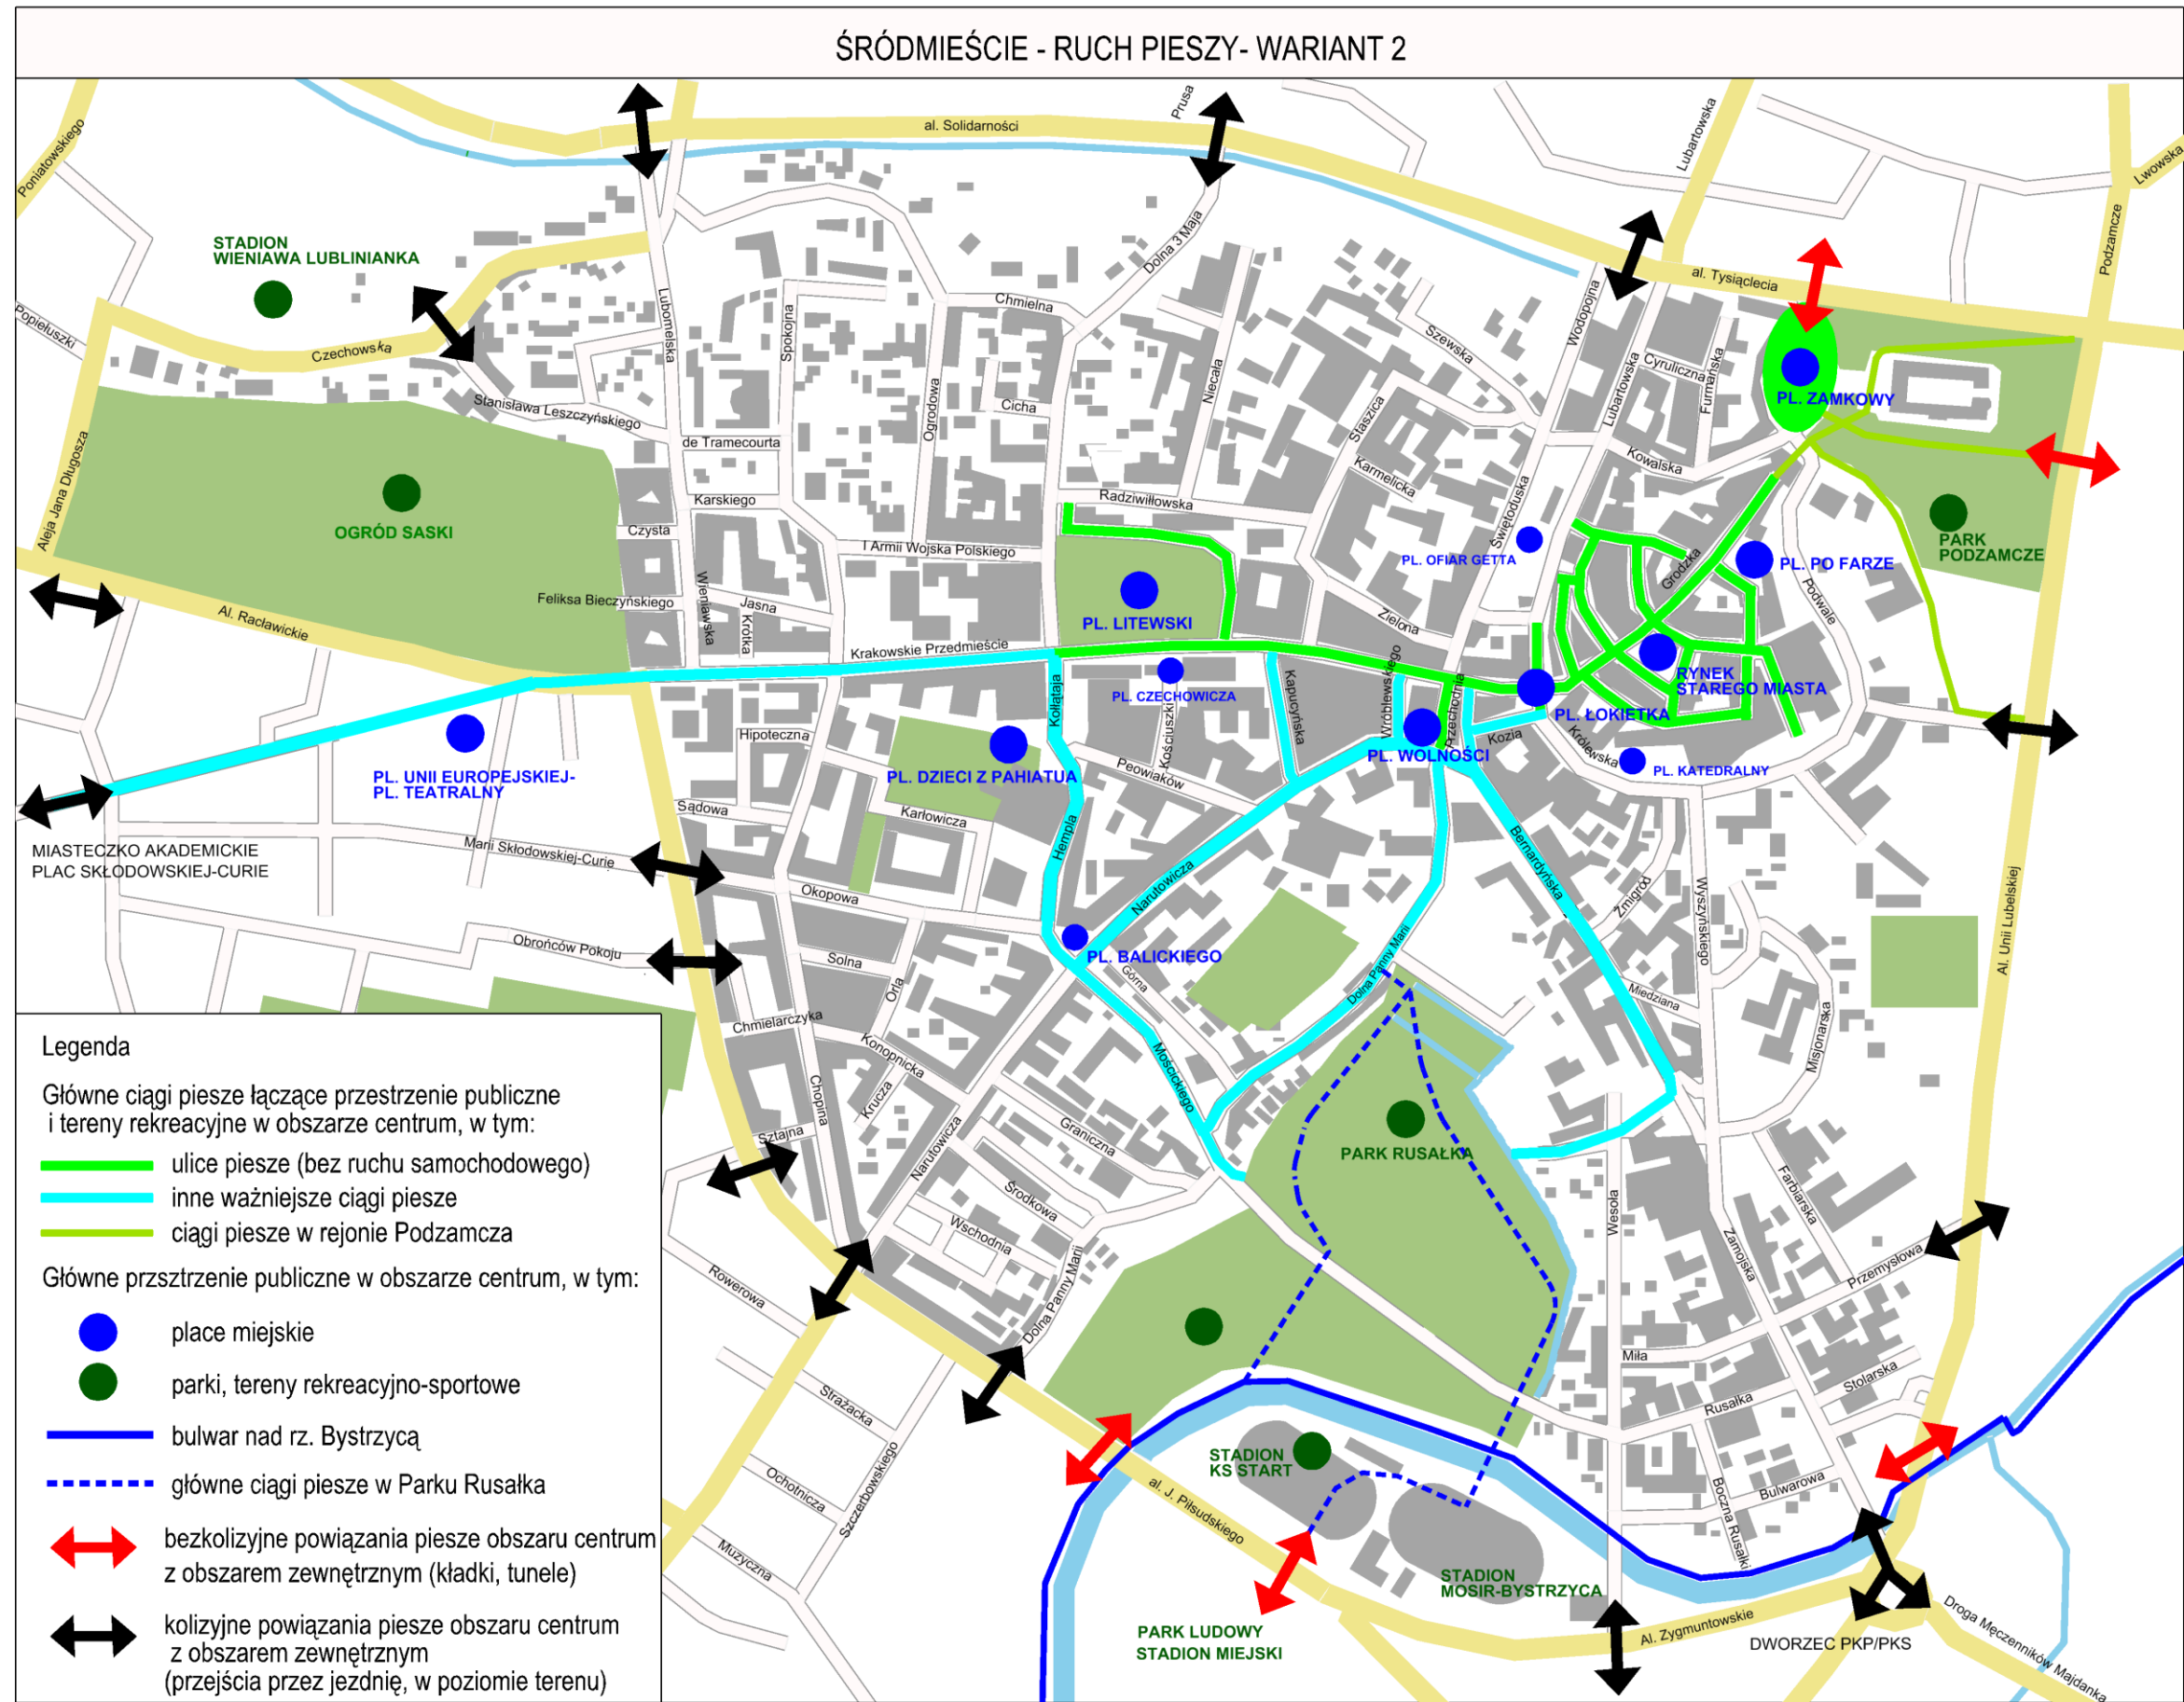 ŚRÓDMIEŚCIE - RUCH PIESZY- WARIANT 2
Poniatowskiego
al. Solidarności
Prusa
Lubartowska
Lwowska
Podzamcze
STADION
WIENIAWA LUBLINIANKA
Dolna 3 Maja
al. Tysiąclecia
Popiełuszki
Czechowska
Lubomelska
Spokojna
Chmielna
Niecała
Szewska
Wodopojna
Lubartowska
Cyruliczna
Furmańska
PL. ZAMKOWY
Stanisława Leszczyńskiego
Ogrodowa
Cicha
Staszica
de Tramecourta
Aleja Jana Długosza
Karmelicka
Kowalska
Karskiego
Radziwiłłowska
OGRÓD SASKI
Czysta
I Armii Wojska Polskiego
Świętoduska
PL. OFIAR GETTA
Grodzka
PL. PO FARZE
PARK
PODZAMCZE
Feliksa Bieczyńskiego
Wieniawska
Jasna
Krótka
Al. Racławickie
PL. LITEWSKI
Zielona
Podwale
Krakowskie Przedmieście
RYNEK
STAREGO MIASTA
PL. CZECHOWICZA
Kołłątaja
Kościuszki
Kapucyńska
Wróblewskiego
Przechodnia
PL. ŁOKIETKA
Kozia
Królewska
PL. WOLNOŚCI
PL. KATEDRALNY
Hipoteczna
PL. UNII EUROPEJSKIEJ-
PL. TEATRALNY
PL. DZIECI Z PAHIATUA
Peowiaków
Sądowa
Karłowicza
Hempla
MIASTECZKO AKADEMICKIE
PLAC SKŁODOWSKIEJ-CURIE
Marii Skłodowskiej-Curie
Okopowa
Narutowicza
Bernardyńska
Żmigród
Wyszyńskiego
Al. Unii Lubelskiej
Obrońców Pokoju
Solna
Orla
PL. BALICKIEGO
Górna
Dolna Panny Marii
Miedziana
Misjonarska
Chmielarczyka
Konopnicka
Krucza
Chopina
Mościckiego
Sztajna
Narutowicza
Graniczna
PARK RUSAŁKA
Środkowa
Wschodnia
Dolna Panny Marii
Wesoła
Farbiarska
Zamojska
Przemysłowa
Rowerowa
Strażacka
Ochotnicza
Szczerbowskiego
Muzyczna
Miła
Stolarska
Rusałka
Bulwarowa
Boczna Rusałki
STADION
KS START
al. J. Piłsudskiego
STADION
MOSIR-BYSTRZYCA
PARK LUDOWY
STADION MIEJSKI
Al. Zygmuntowskie
DWORZEC PKP/PKS
Droga Męczenników Majdanka
Legenda
Główne ciągi piesze łączące przestrzenie publiczne
i tereny rekreacyjne w obszarze centrum, w tym:
ulice piesze (bez ruchu samochodowego)
inne ważniejsze ciągi piesze
ciągi piesze w rejonie Podzamcza
Główne przsztrzenie publiczne w obszarze centrum, w tym:
place miejskie
parki, tereny rekreacyjno-sportowe
bulwar nad rz. Bystrzycą
główne ciągi piesze w Parku Rusałka
bezkolizyjne powiązania piesze obszaru centrum
z obszarem zewnętrznym (kładki, tunele)
kolizyjne powiązania piesze obszaru centrum
z obszarem zewnętrznym
(przejścia przez jezdnię, w poziomie terenu)